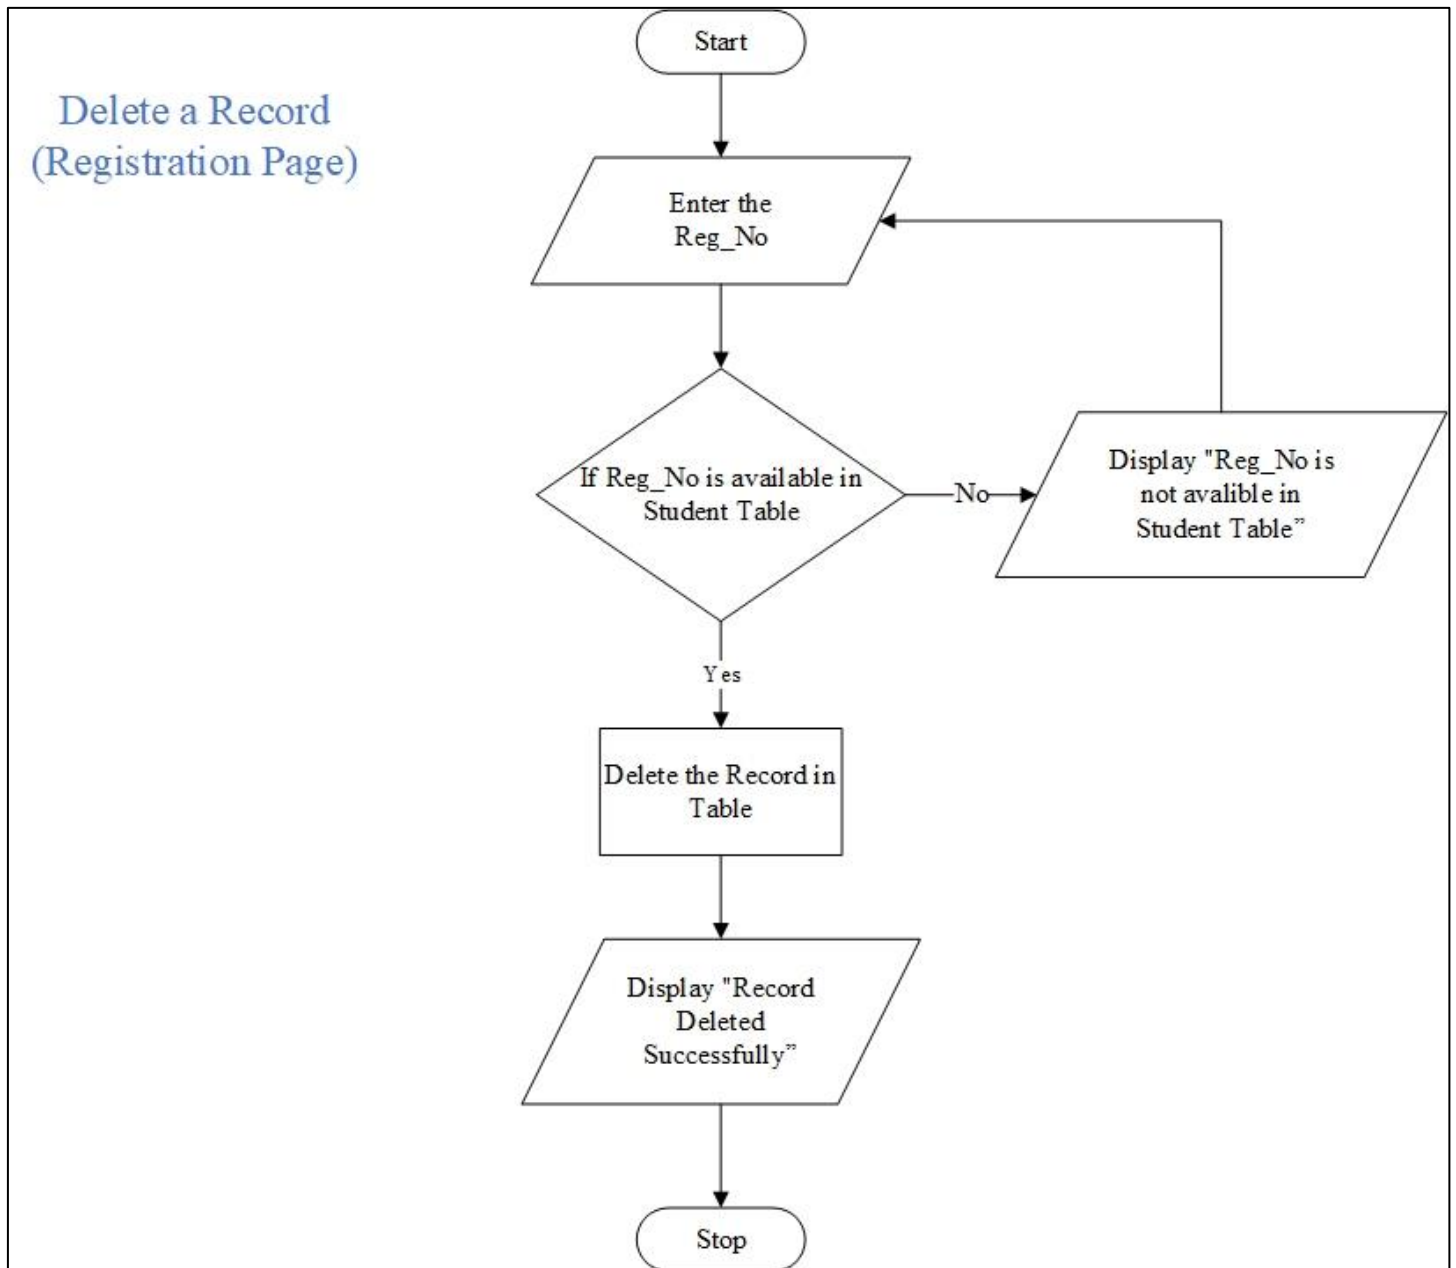 Start
Delete a Record
(Registration Page)
Enter the
Reg_No
If Reg_No is available in
Student Table
No
Display "Reg_No is
not avalible in
Student Table”
Yes
Delete the Record in
Table
Display "Record
Deleted
Successfully”
Stop